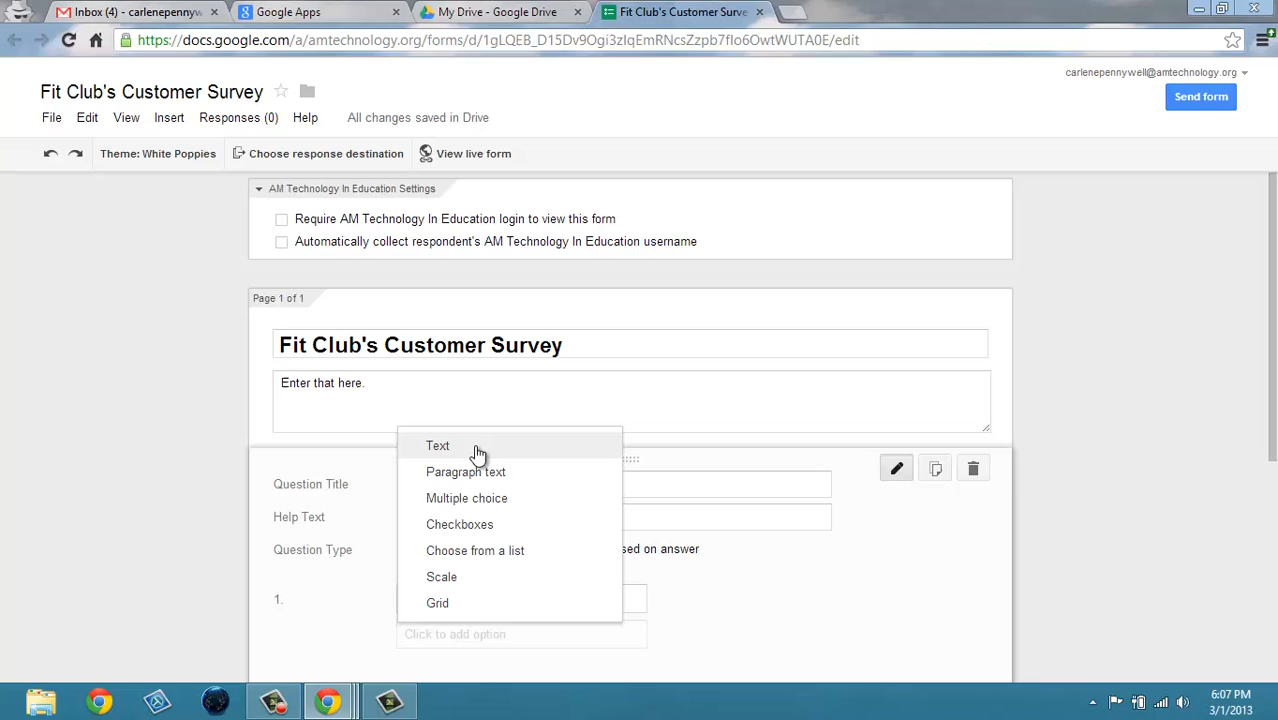 Inbox (4) - carlenepennyw
Google Apps
My Drive - Google Drive
Fit Club's Customer Surve
https://docs.google.com/a/amtechnology.org/forms/d/1gLQEB_D15Dv9Ogi3zIqEmRNcsZzpb7fIo6OwtWUTA0E/edit
carlenepennywell@amtechnology.org
Fit Club's Customer Survey
Send form
File Edit View Insert Responses (0) Help All changes saved in Drive
Theme: White Poppies Choose response destination View live form
AM Technology In Education Settings
Require AM Technology In Education login to view this form
Automatically collect respondent's AM Technology In Education username
Page 1 of 1
Fit Club's Customer Survey
Enter that here.
Text
Paragraph text
Multiple choice
Checkboxes
Choose from a list
Scale
Grid
Question Title
Help Text
Question Type
sed on answer
1.
Click to add option
6:07 PM
3/1/2013